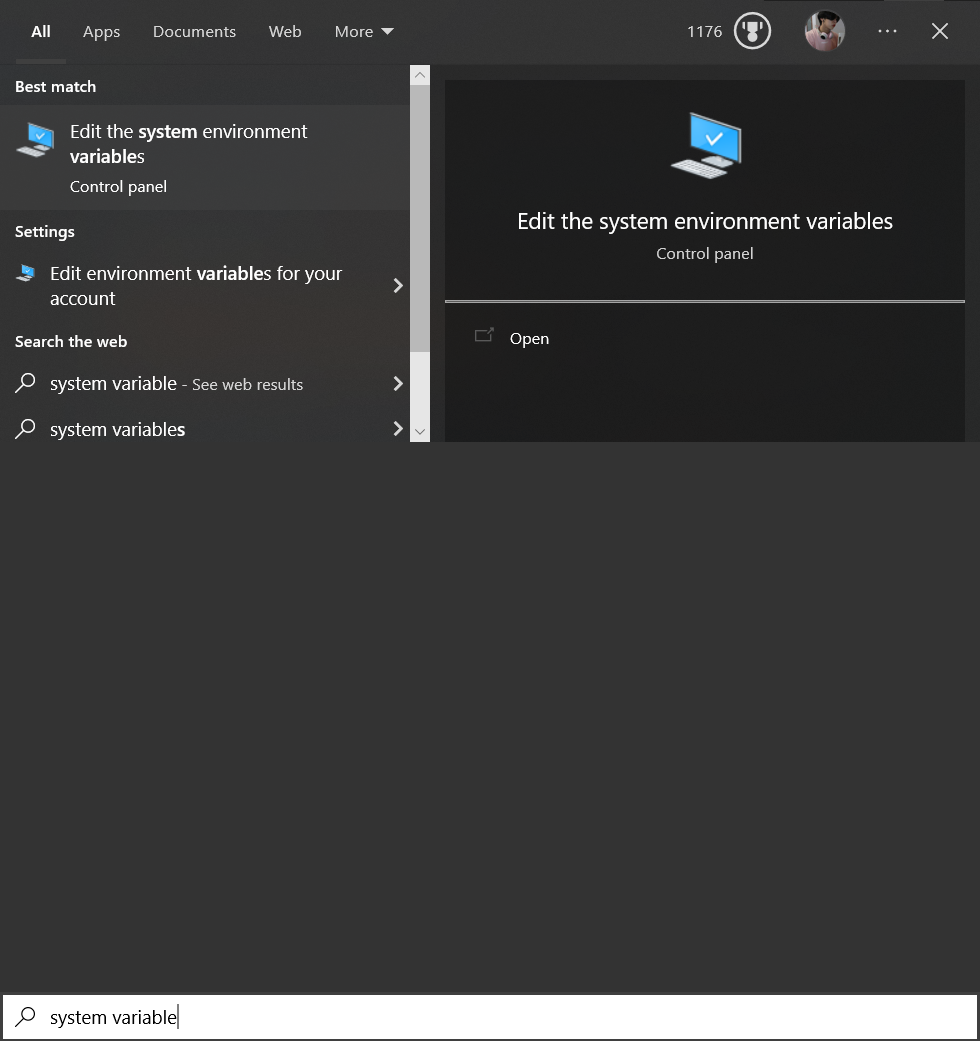 All Apps Documents Web More 1176
Best match
Edit the system environment
variables
Control panel
Settings
Edit environment variables for your
account
Search the web
system variable - See web results
system variables
Edit the system environment variables
Control panel
Open
system variable